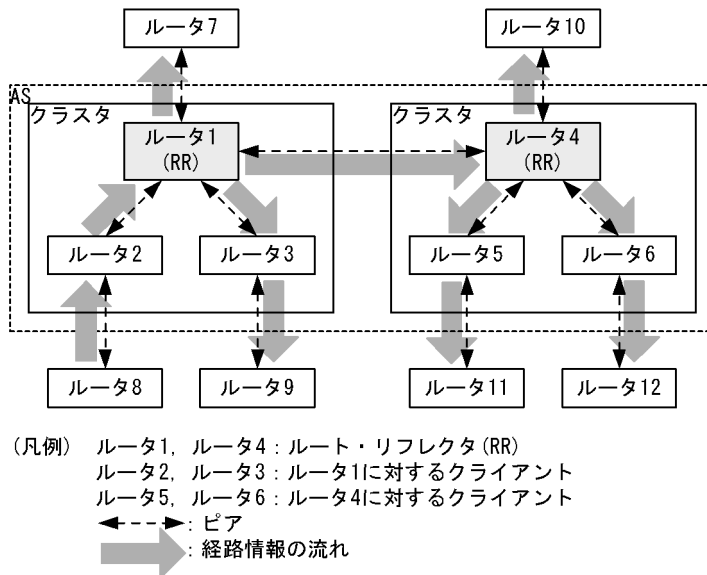 ルータ7
ルータ10
AS
クラスタ
クラスタ
ルータ1
(RR)
ルータ4
(RR)
ルータ2
ルータ3
ルータ5
ルータ6
ルータ8
ルータ9
ルータ11
ルータ12
(凡例) ルータ1, ルータ4:ルート・リフレクタ(RR)
ルータ2, ルータ3:ルータ1に対するクライアント
ルータ5, ルータ6:ルータ4に対するクライアント
:ピア
:経路情報の流れ